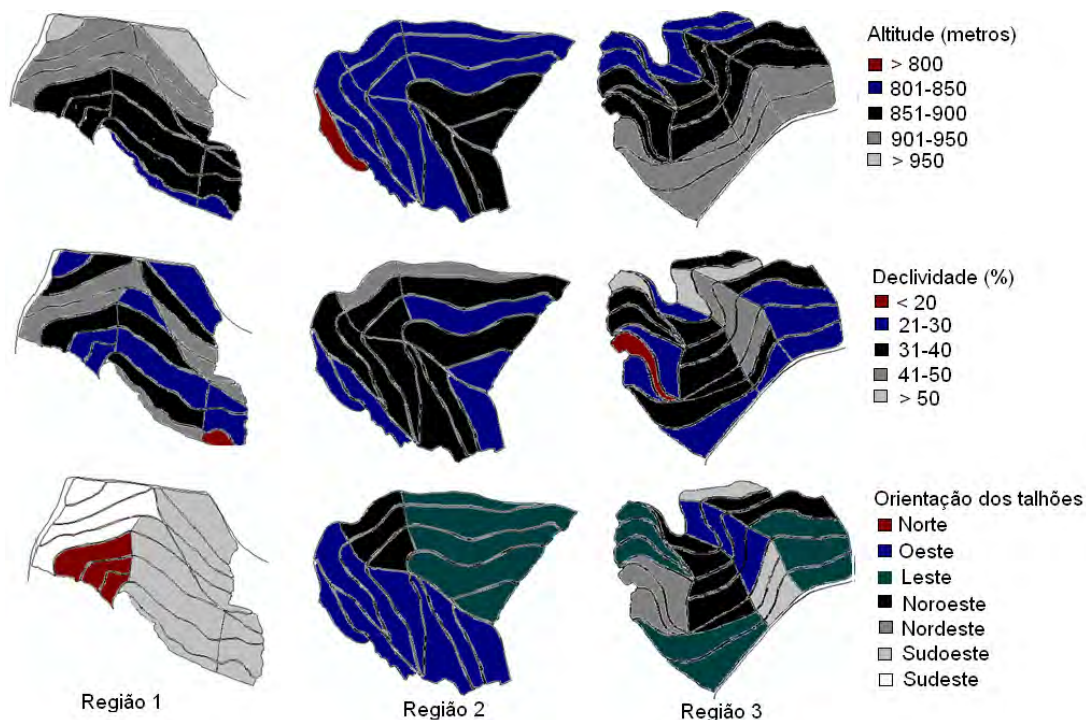 Altitude (metros)
> 800
801-850
851-900
901-950
> 950
Declividade (%)
< 20
21-30
31-40
41-50
> 50
Orientação dos talhões
Norte
Oeste
Leste
Noroeste
Nordeste
Sudoeste
Sudeste
Região 1
Região 2
Região 3